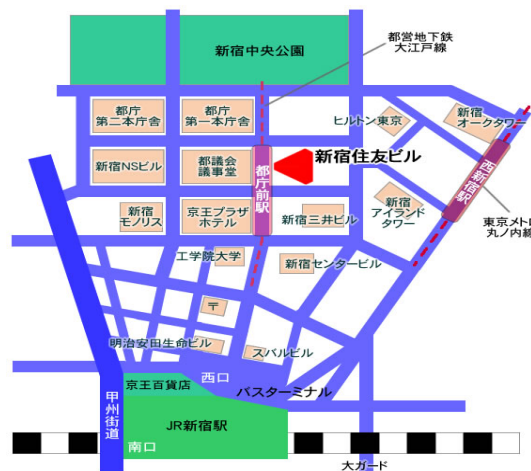 都営地下鉄
大江戸線
新宿中央公園
都庁
第二本庁舎
都庁
第一本庁舎
ヒルトン東京
新宿
オークタワー
新宿NSビル
都議会
議事堂
都庁前駅
新宿住友ビル
西新宿駅
新宿
モノリス
京王プラザ
ホテル
新宿三井ビル
新宿
アイランド
タワー
東京メトロ
丸ノ内線
工学院大学
新宿センタービル
〒
明治安田生命ビル
スバルビル
甲州街道
京王百貨店
西口
バスターミナル
JR新宿駅
南口
大ガード